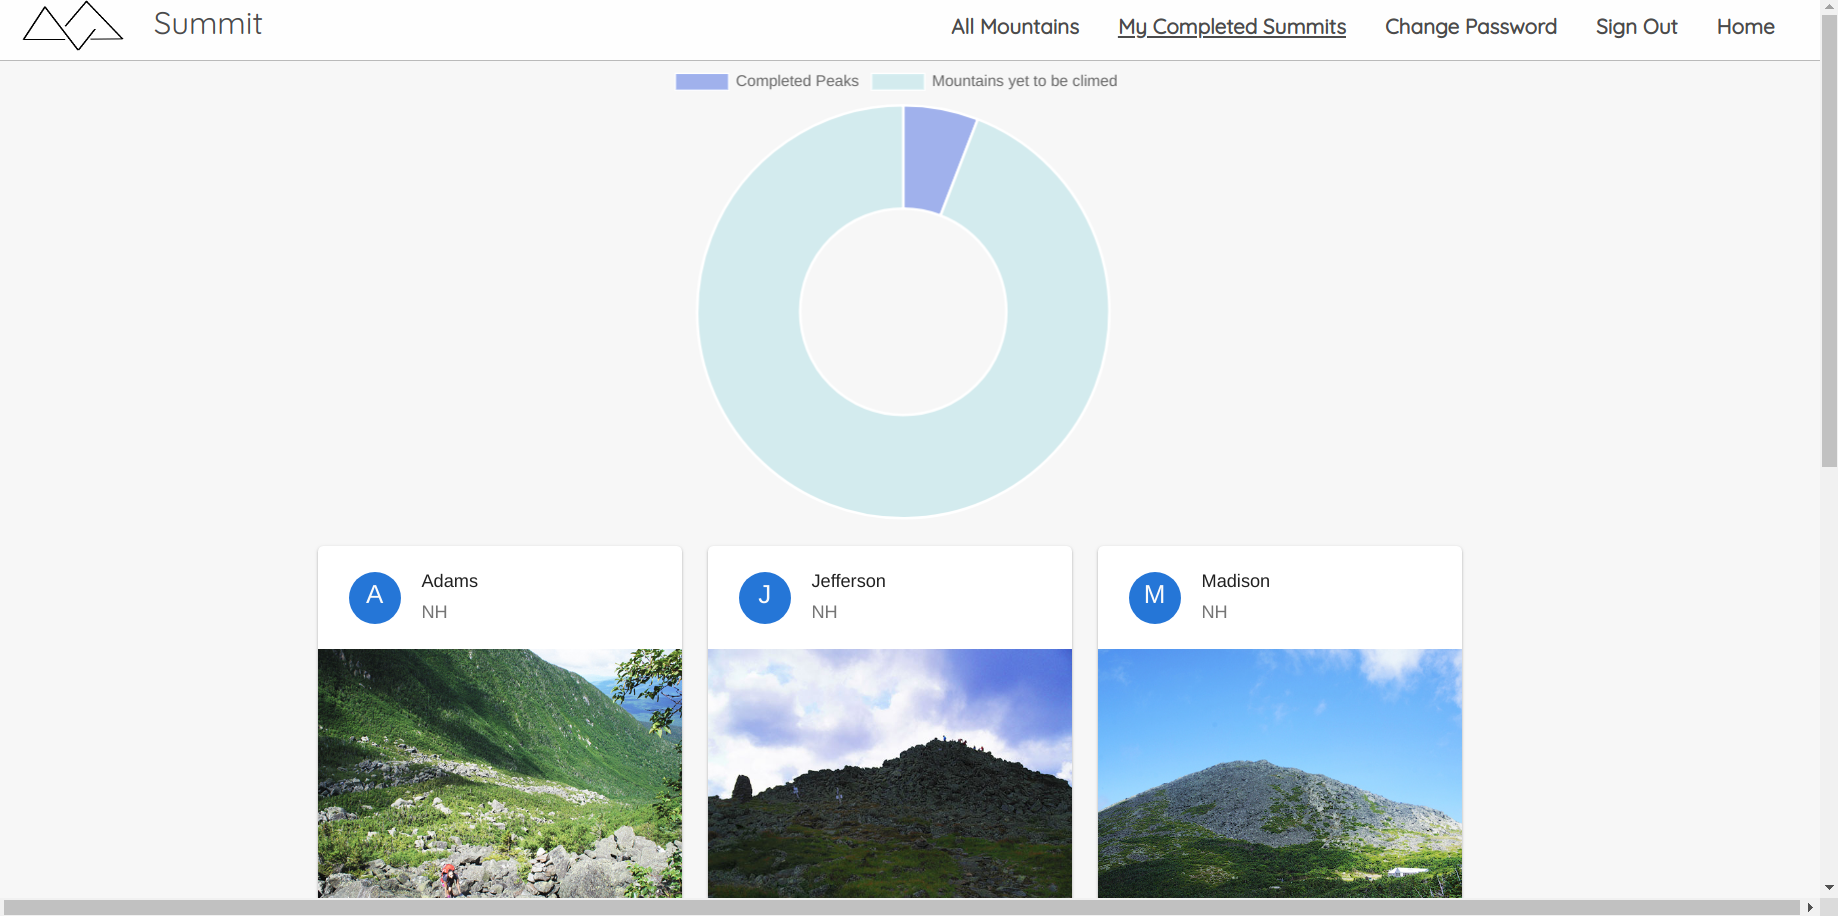 Summit
All Mountains My Completed Summits Change Password Sign Out Home
Completed Peaks Mountains yet to be climed
A Adams
NH
J Jefferson
NH
M Madison
NH